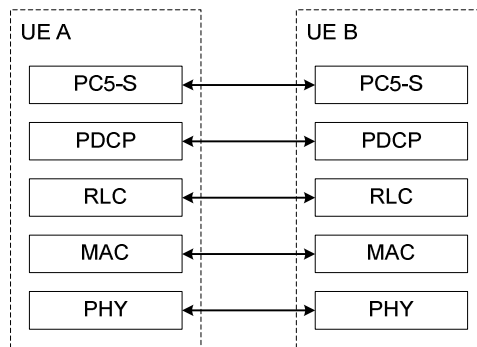 UE A
UE B
PC5-S
PC5-S
PDCP
PDCP
RLC
RLC
MAC
MAC
PHY
PHY